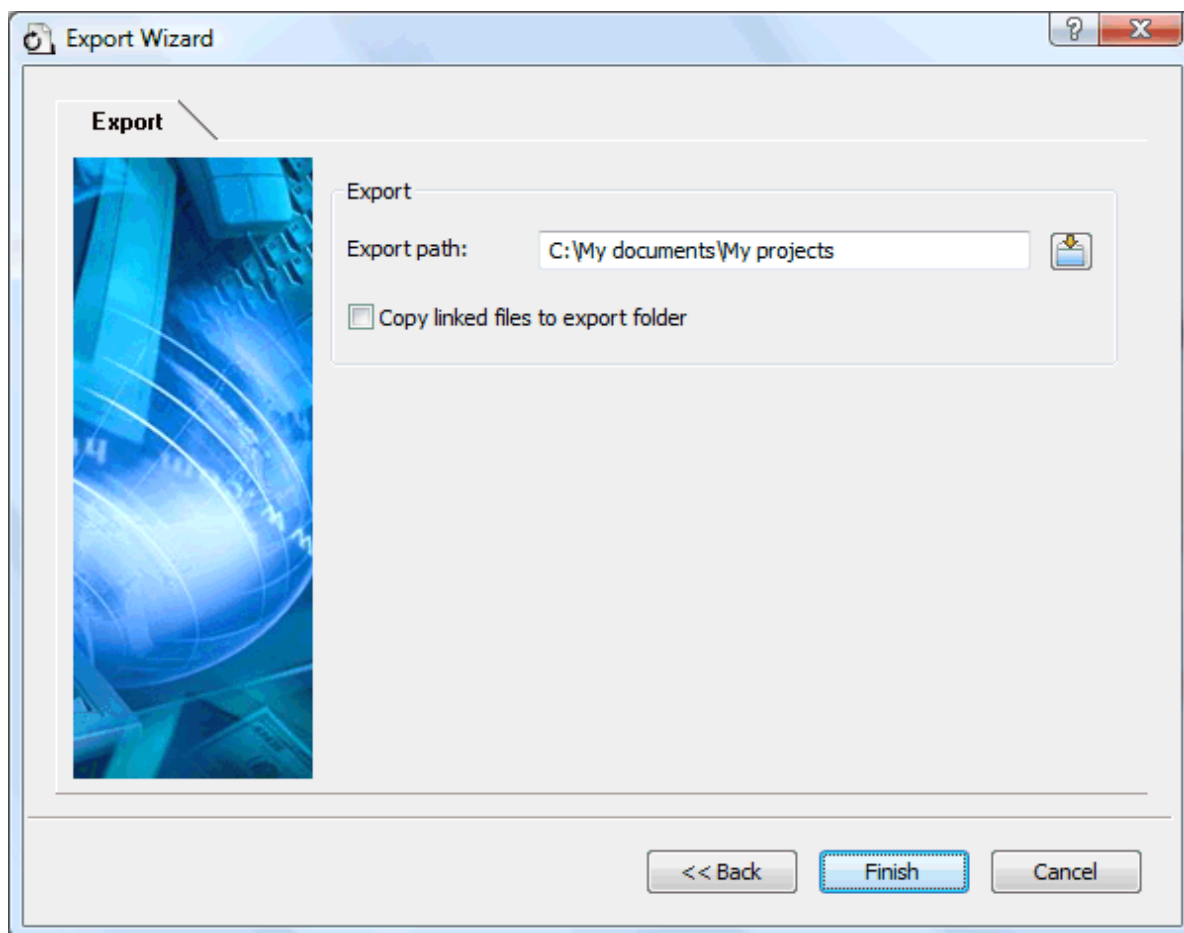 Export Wizard
Export
Export
Export path: C:\My documents\My projects
Copy linked files to export folder
<< Back Finish Cancel